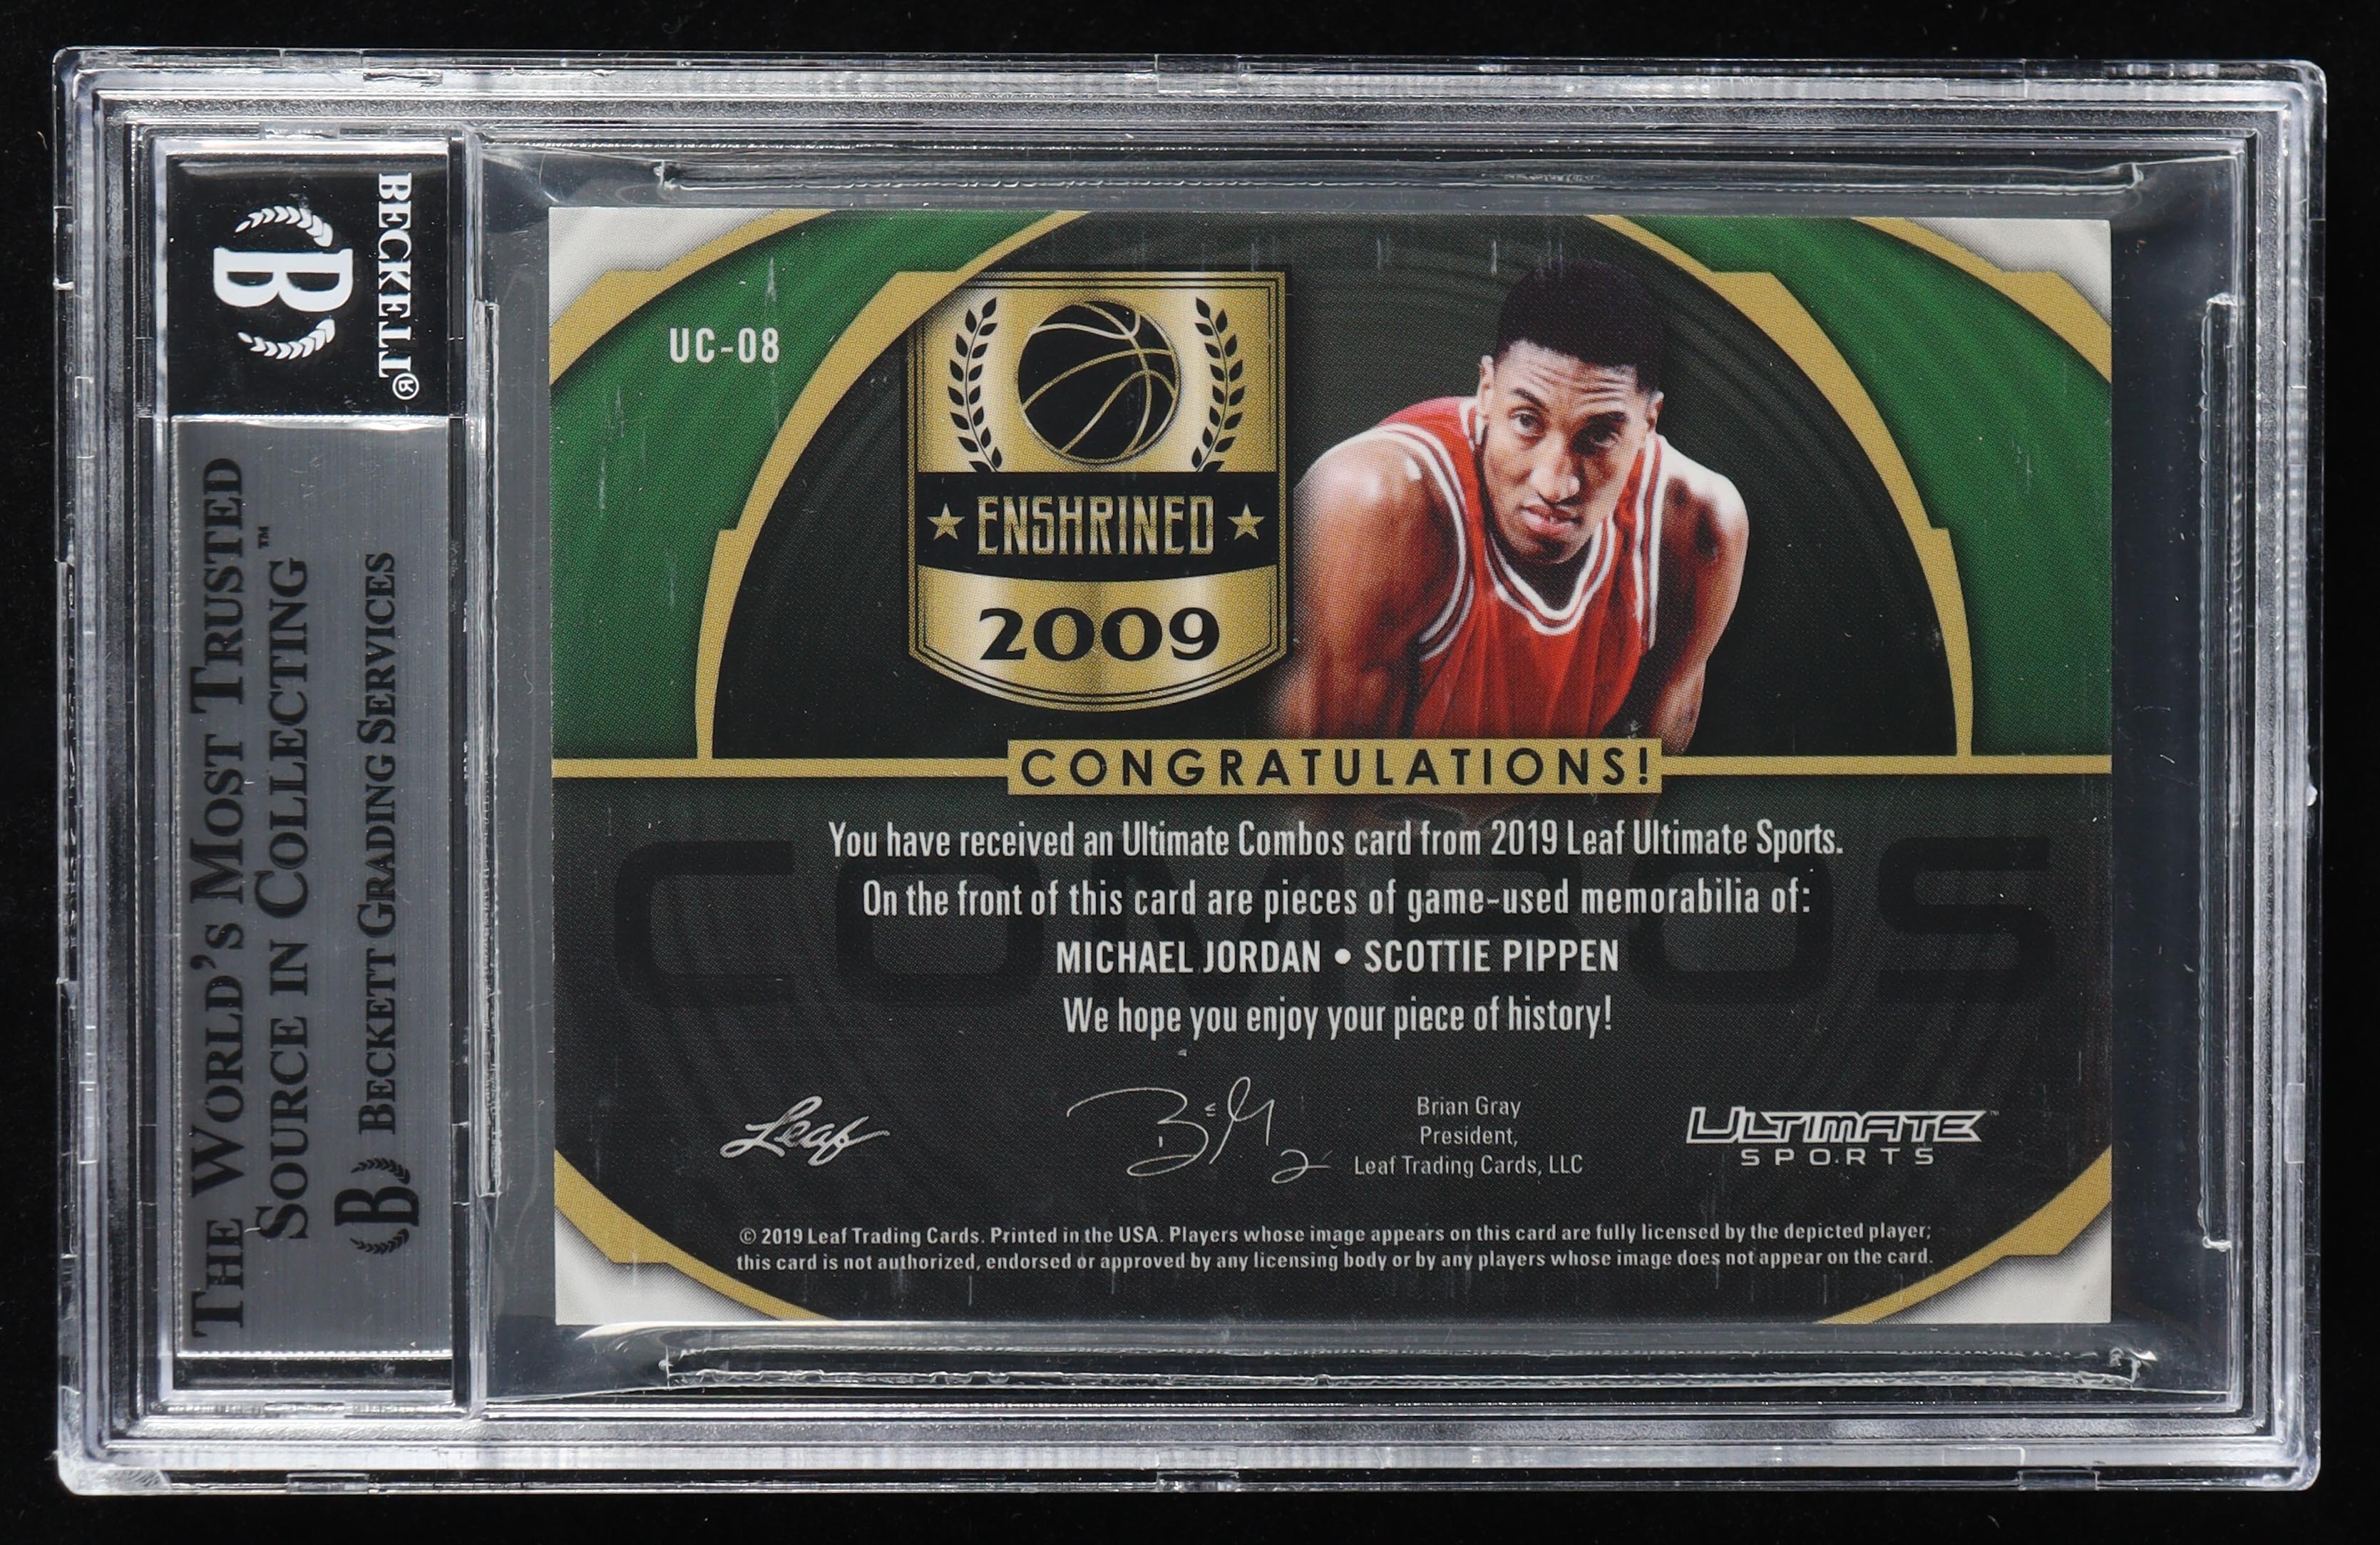 BECKETT®
B
THE WORLD'S MOST TRUSTED
SOURCE IN COLLECTING™
B BECKETT GRADING SERVICES
UC-08
ENSHRINED
2009
CONGRATULATIONS!
COMBOS
You have received an Ultimate Combos card from 2019 Leaf Ultimate Sports.
On the front of this card are pieces of game-used memorabilia of:
MICHAEL JORDAN • SCOTTIE PIPPEN
We hope you enjoy your piece of history!
Leaf
Brian Gray
President,
Leaf Trading Cards, LLC
ULTIMATE™
SPORTS
© 2019 Leaf Trading Cards. Printed in the USA. Players whose image appears on this card are fully licensed by the depicted player;
this card is not authorized, endorsed or approved by any licensing body or by any players whose image does not appear on the card.